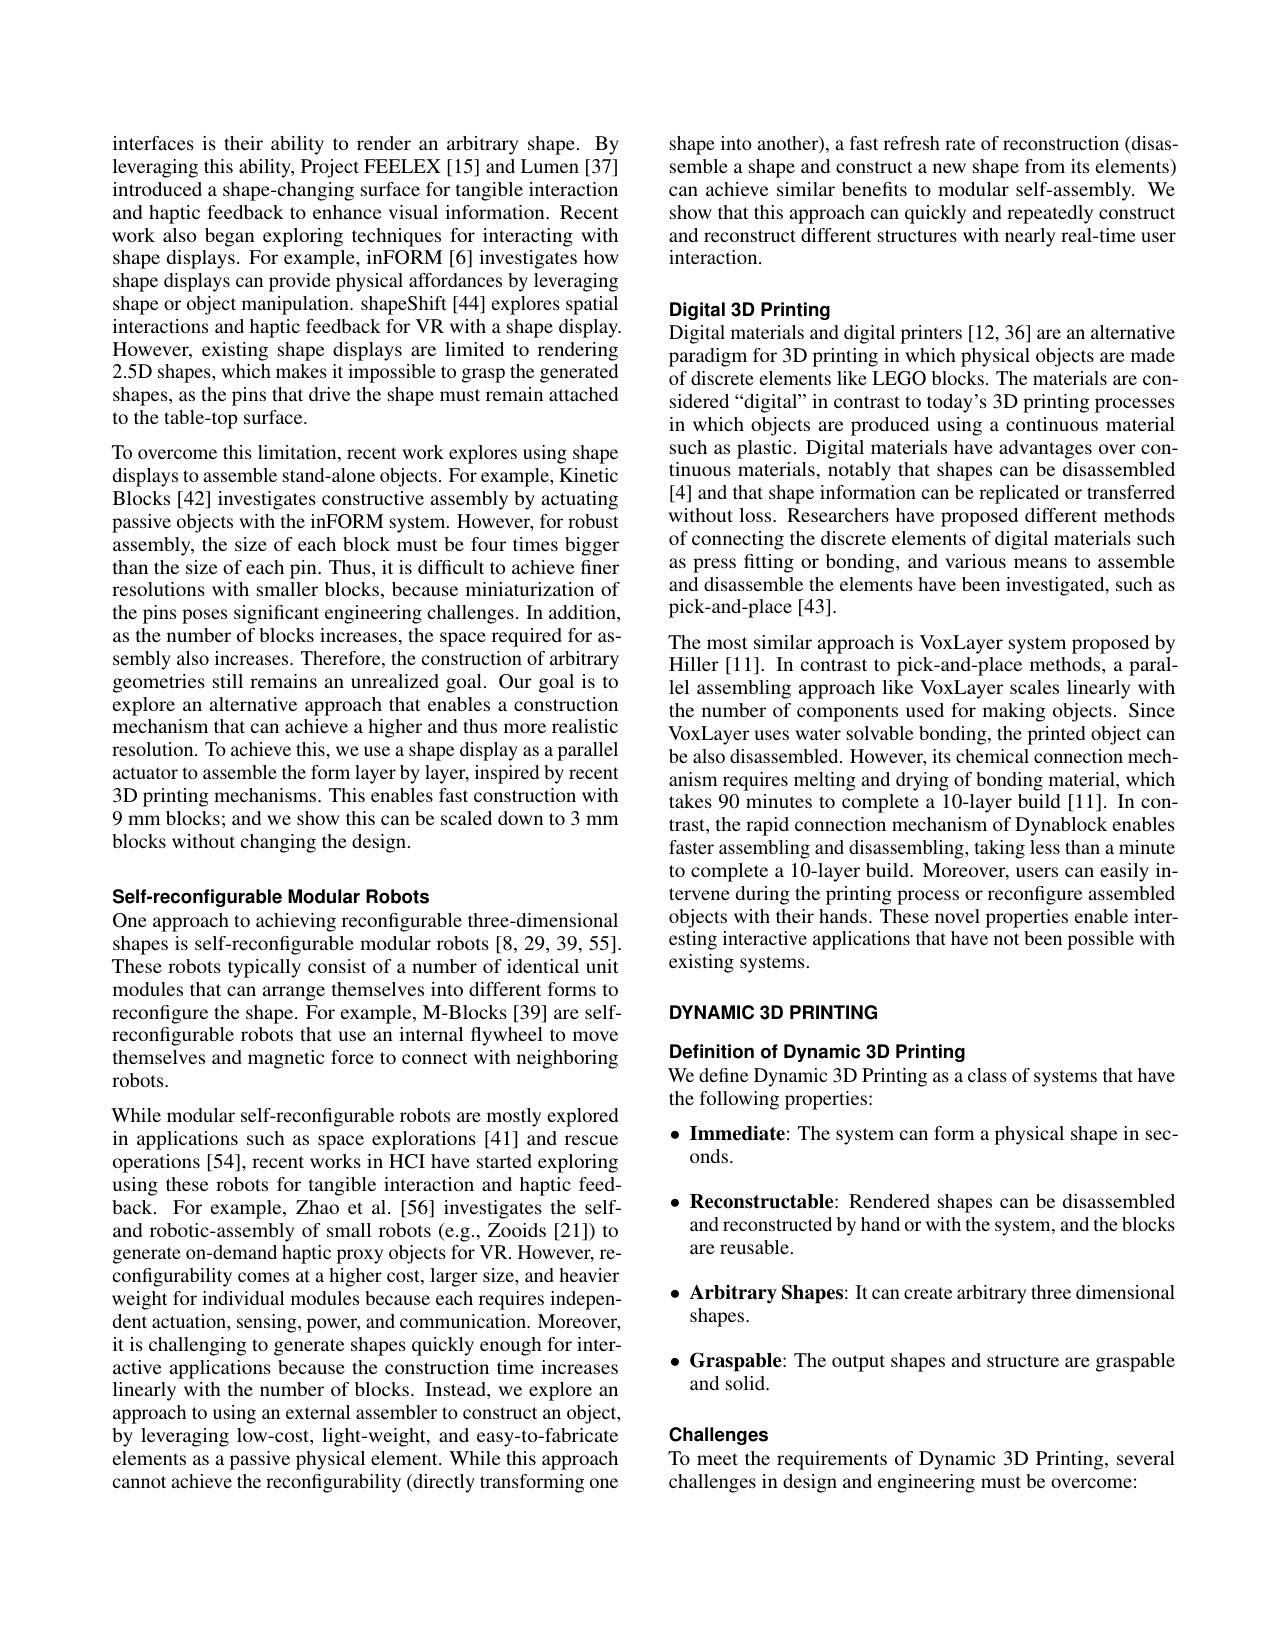 interfaces is their ability to render an arbitrary shape. By
leveraging this ability, Project FEELEX [15] and Lumen [37]
introduced a shape-changing surface for tangible interaction
and haptic feedback to enhance visual information. Recent
work also began exploring techniques for interacting with
shape displays. For example, inFORM [6] investigates how
shape displays can provide physical affordances by leveraging
shape or object manipulation. shapeShift [44] explores spatial
interactions and haptic feedback for VR with a shape display.
However, existing shape displays are limited to rendering
2.5D shapes, which makes it impossible to grasp the generated
shapes, as the pins that drive the shape must remain attached
to the table-top surface.
To overcome this limitation, recent work explores using shape
displays to assemble stand-alone objects. For example, Kinetic
Blocks [42] investigates constructive assembly by actuating
passive objects with the inFORM system. However, for robust
assembly, the size of each block must be four times bigger
than the size of each pin. Thus, it is difficult to achieve finer
resolutions with smaller blocks, because miniaturization of
the pins poses significant engineering challenges. In addition,
as the number of blocks increases, the space required for as-
sembly also increases. Therefore, the construction of arbitrary
geometries still remains an unrealized goal. Our goal is to
explore an alternative approach that enables a construction
mechanism that can achieve a higher and thus more realistic
resolution. To achieve this, we use a shape display as a parallel
actuator to assemble the form layer by layer, inspired by recent
3D printing mechanisms. This enables fast construction with
9 mm blocks; and we show this can be scaled down to 3 mm
blocks without changing the design.
Self-reconfigurable Modular Robots
One approach to achieving reconfigurable three-dimensional
shapes is self-reconfigurable modular robots [8, 29, 39, 55].
These robots typically consist of a number of identical unit
modules that can arrange themselves into different forms to
reconfigure the shape. For example, M-Blocks [39] are self-
reconfigurable robots that use an internal flywheel to move
themselves and magnetic force to connect with neighboring
robots.
While modular self-reconfigurable robots are mostly explored
in applications such as space explorations [41] and rescue
operations [54], recent works in HCI have started exploring
using these robots for tangible interaction and haptic feed-
back. For example, Zhao et al. [56] investigates the self-
and robotic-assembly of small robots (e.g., Zooids [21]) to
generate on-demand haptic proxy objects for VR. However, re-
configurability comes at a higher cost, larger size, and heavier
weight for individual modules because each requires indepen-
dent actuation, sensing, power, and communication. Moreover,
it is challenging to generate shapes quickly enough for inter-
active applications because the construction time increases
linearly with the number of blocks. Instead, we explore an
approach to using an external assembler to construct an object,
by leveraging low-cost, light-weight, and easy-to-fabricate
elements as a passive physical element. While this approach
cannot achieve the reconfigurability (directly transforming one
shape into another), a fast refresh rate of reconstruction (disas-
semble a shape and construct a new shape from its elements)
can achieve similar benefits to modular self-assembly. We
show that this approach can quickly and repeatedly construct
and reconstruct different structures with nearly real-time user
interaction.
Digital 3D Printing
Digital materials and digital printers [12, 36] are an alternative
paradigm for 3D printing in which physical objects are made
of discrete elements like LEGO blocks. The materials are con-
sidered “digital” in contrast to today’s 3D printing processes
in which objects are produced using a continuous material
such as plastic. Digital materials have advantages over con-
tinuous materials, notably that shapes can be disassembled
[4] and that shape information can be replicated or transferred
without loss. Researchers have proposed different methods
of connecting the discrete elements of digital materials such
as press fitting or bonding, and various means to assemble
and disassemble the elements have been investigated, such as
pick-and-place [43].
The most similar approach is VoxLayer system proposed by
Hiller [11]. In contrast to pick-and-place methods, a paral-
lel assembling approach like VoxLayer scales linearly with
the number of components used for making objects. Since
VoxLayer uses water solvable bonding, the printed object can
be also disassembled. However, its chemical connection mech-
anism requires melting and drying of bonding material, which
takes 90 minutes to complete a 10-layer build [11]. In con-
trast, the rapid connection mechanism of Dynablock enables
faster assembling and disassembling, taking less than a minute
to complete a 10-layer build. Moreover, users can easily in-
tervene during the printing process or reconfigure assembled
objects with their hands. These novel properties enable inter-
esting interactive applications that have not been possible with
existing systems.
DYNAMIC 3D PRINTING
Definition of Dynamic 3D Printing
We define Dynamic 3D Printing as a class of systems that have
the following properties:
• Immediate: The system can form a physical shape in sec-
onds.
• Reconstructable: Rendered shapes can be disassembled
and reconstructed by hand or with the system, and the blocks
are reusable.
• Arbitrary Shapes: It can create arbitrary three dimensional
shapes.
• Graspable: The output shapes and structure are graspable
and solid.
Challenges
To meet the requirements of Dynamic 3D Printing, several
challenges in design and engineering must be overcome: